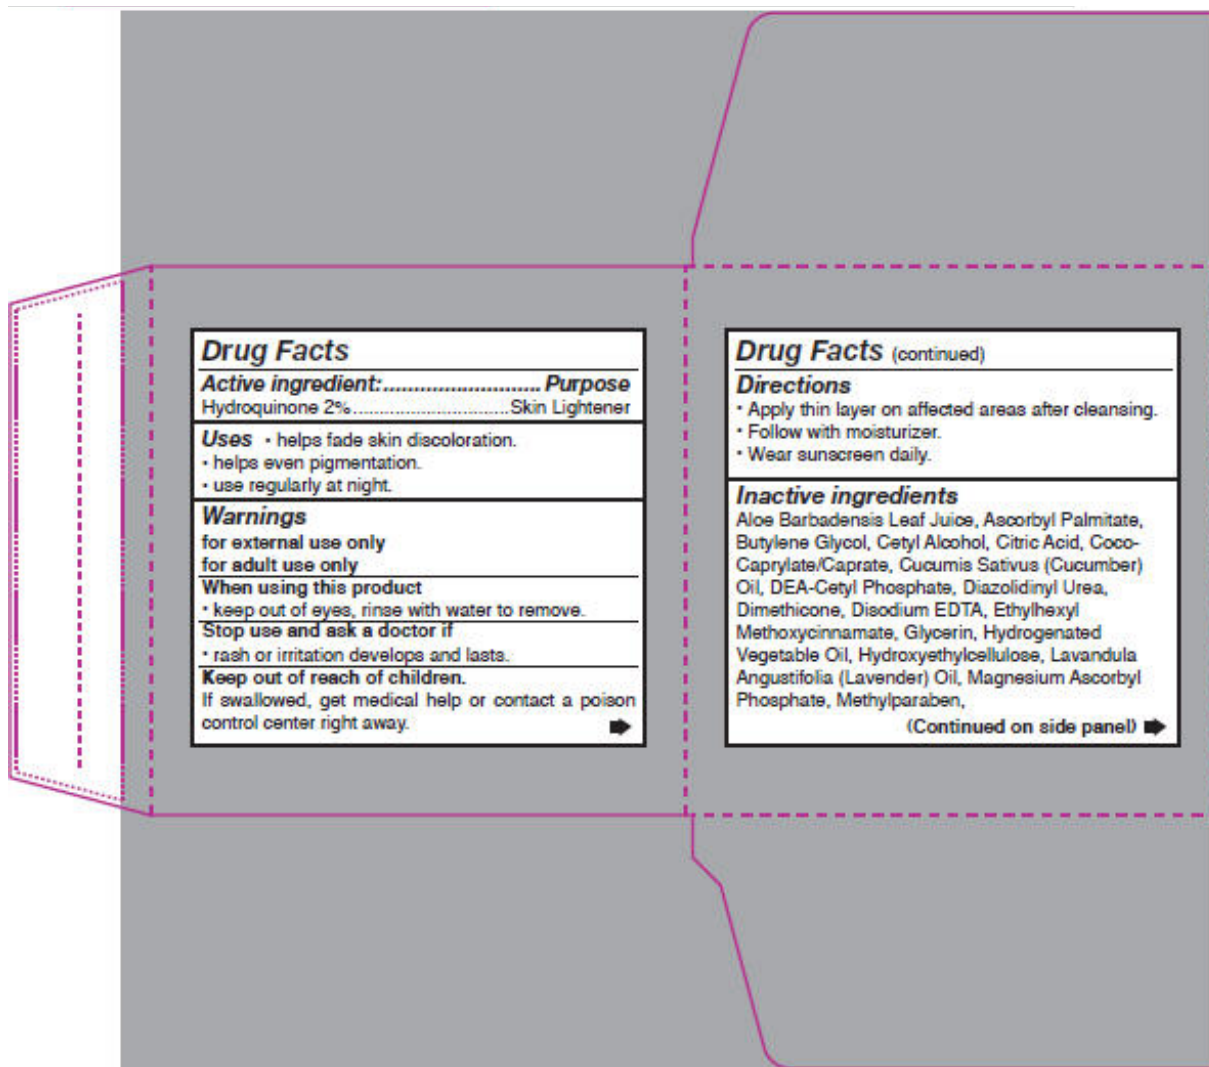 Drug Facts
Active ingredient:.......................... Purpose
Hydroquinone 2%...............................Skin Lightener
Uses • helps fade skin discoloration.
• helps even pigmentation.
• use regularly at night.
Warnings
for external use only
for adult use only
When using this product
• keep out of eyes, rinse with water to remove.
Stop use and ask a doctor if
• rash or irritation develops and lasts.
Keep out of reach of children.
If swallowed, get medical help or contact a poison
control center right away.
Drug Facts (continued)
Directions
• Apply thin layer on affected areas after cleansing.
• Follow with moisturizer.
• Wear sunscreen daily.
Inactive ingredients
Aloe Barbadensis Leaf Juice, Ascorbyl Palmitate,
Butylene Glycol, Cetyl Alcohol, Citric Acid, Coco-
Caprylate/Caprate, Cucumis Sativus (Cucumber)
Oil, DEA-Cetyl Phosphate, Diazolidinyl Urea,
Dimethicone, Disodium EDTA, Ethylhexyl
Methoxycinnamate, Glycerin, Hydrogenated
Vegetable Oil, Hydroxyethylcellulose, Lavandula
Angustifolia (Lavender) Oil, Magnesium Ascorbyl
Phosphate, Methylparaben,
(Continued on side panel)